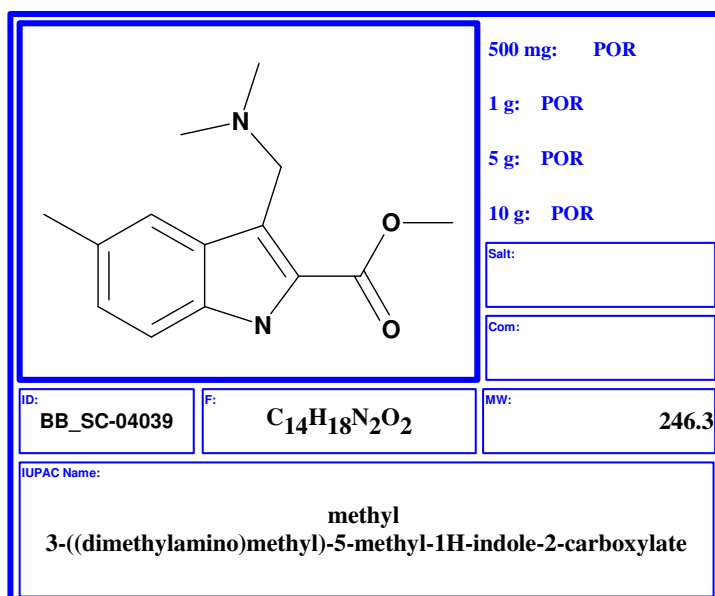 500 mg: POR
1 g: POR
5 g: POR
10 g: POR
N
O
O
N
Salt:
Com:
ID:
BB_SC-04039
F:
C14H18N2O2
MW:
246.3
IUPAC Name:
methyl
3-((dimethylamino)methyl)-5-methyl-1H-indole-2-carboxylate